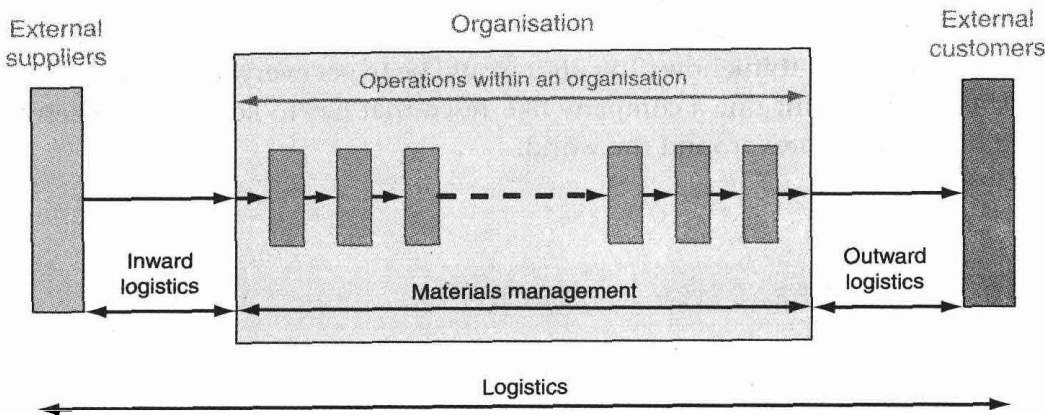 Organisation
External
suppliers
External
customers
Operations within an organisation
Inward
logistics
Materials management
Outward
logistics
Logistics